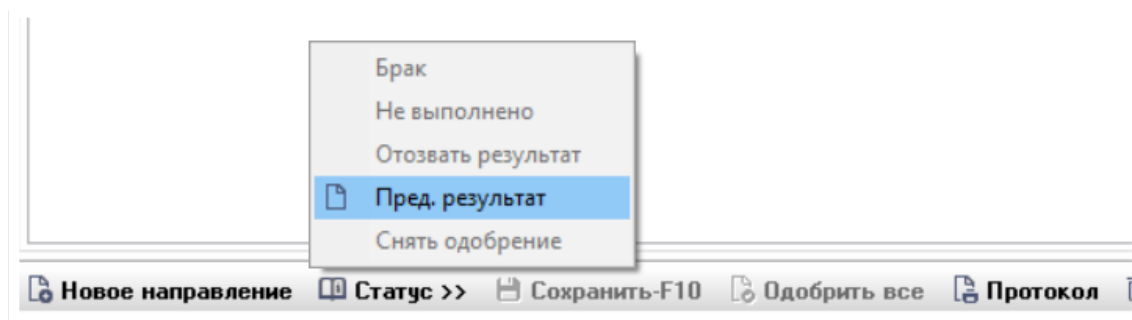 Брак
Не выполнено
Отозвать результат
Пред. результат
Снять одобрение
Новое направление Статус >> Сохранить-F10 Одобрить все Протокол